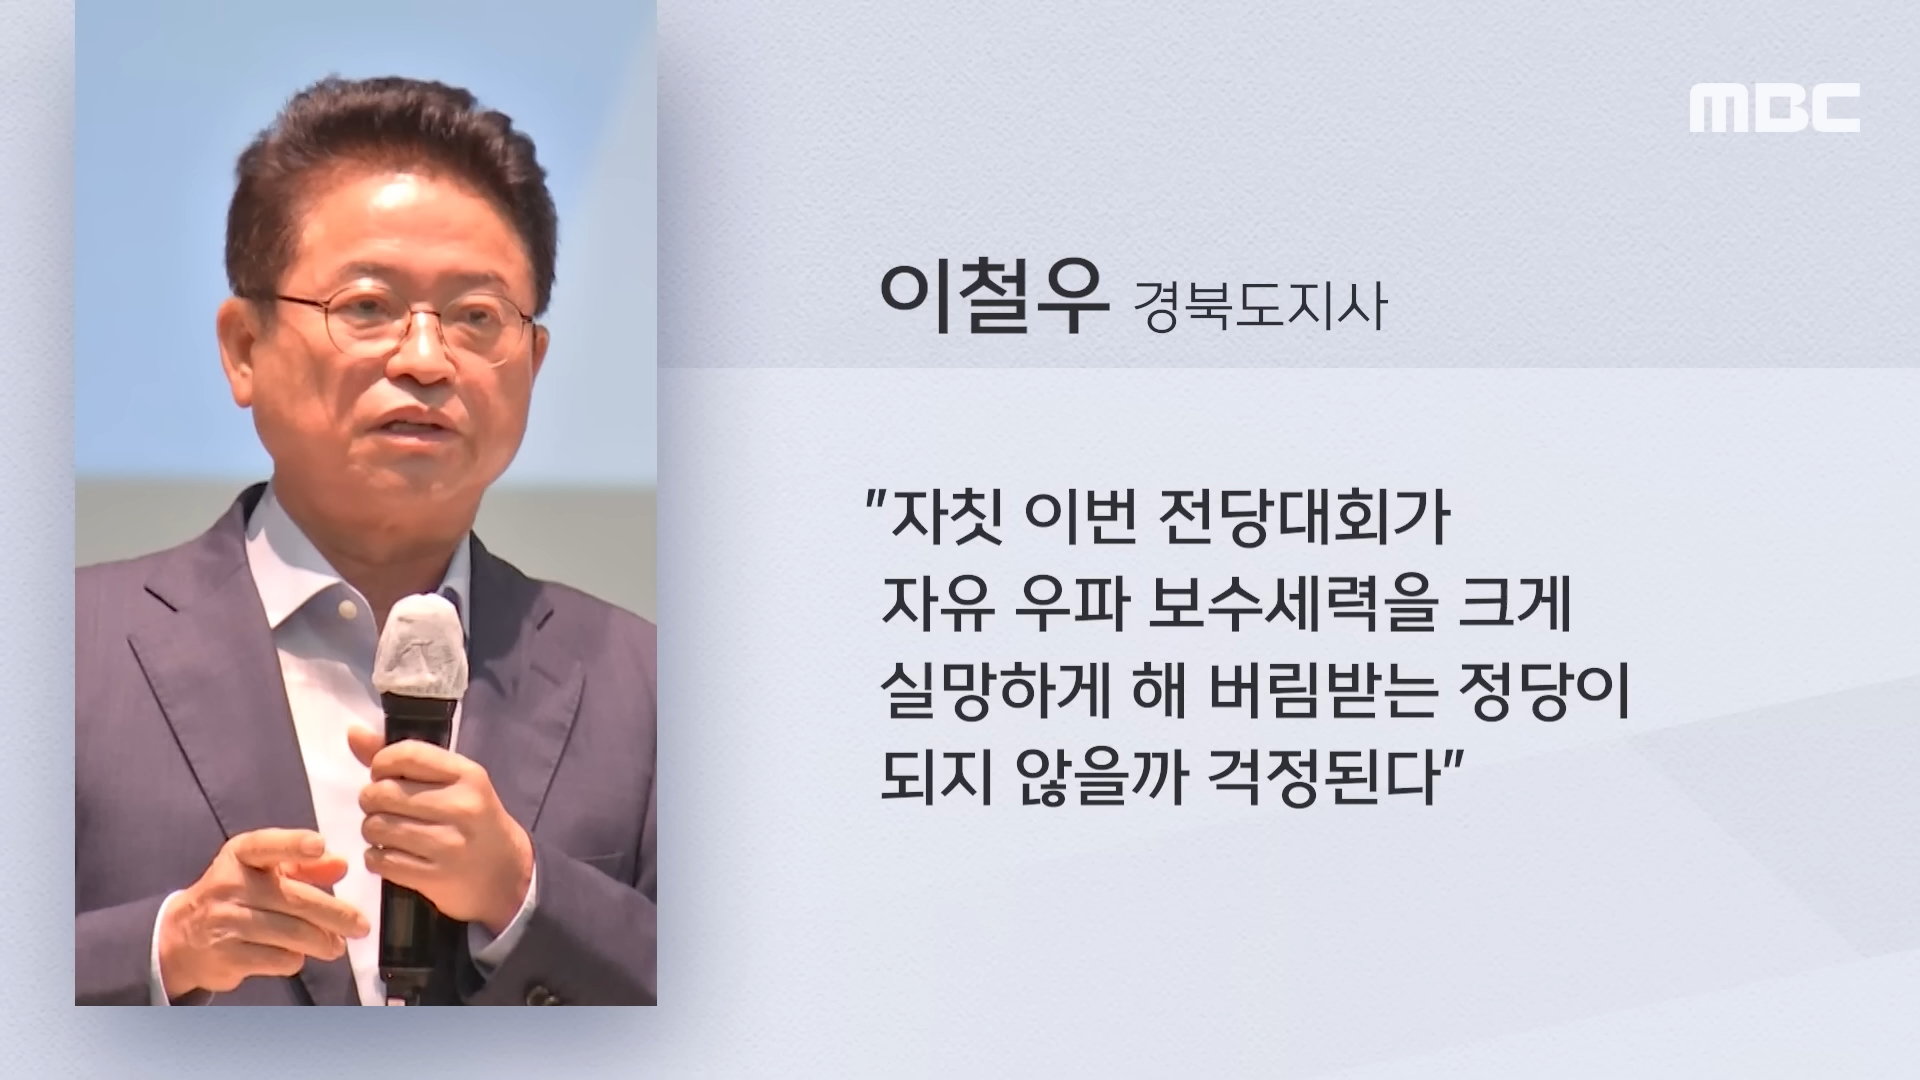 MBC
이철우 경북도지사
"자칫 이번 전당대회가
자유 우파 보수세력을 크게
실망하게 해 버림받는 정당이
되지 않을까 걱정된다"